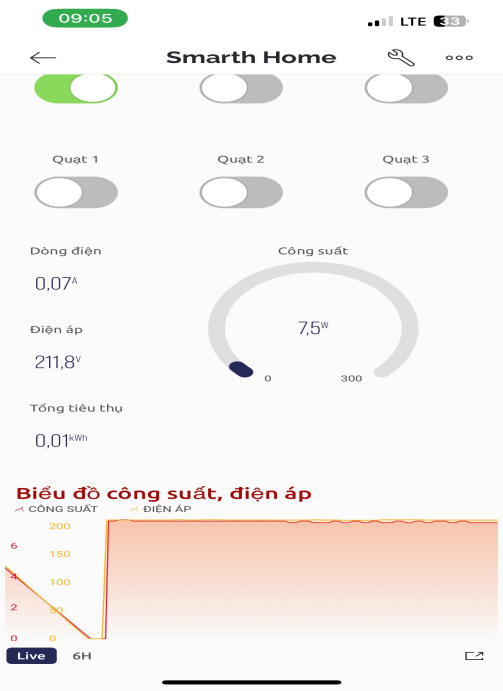 09:05
LTE 33
Smarth Home
Quạt 1 Quạt 2 Quạt 3
Dòng điện
0,07A
Công suất
7,5W
0 300
Điện áp
211,8V
Tổng tiêu thụ
0,01kWh
Biểu đồ công suất, điện áp
CÔNG SUẤT ĐIỆN ÁP
200
6 150
4 100
2 50
0 0
Live 6H